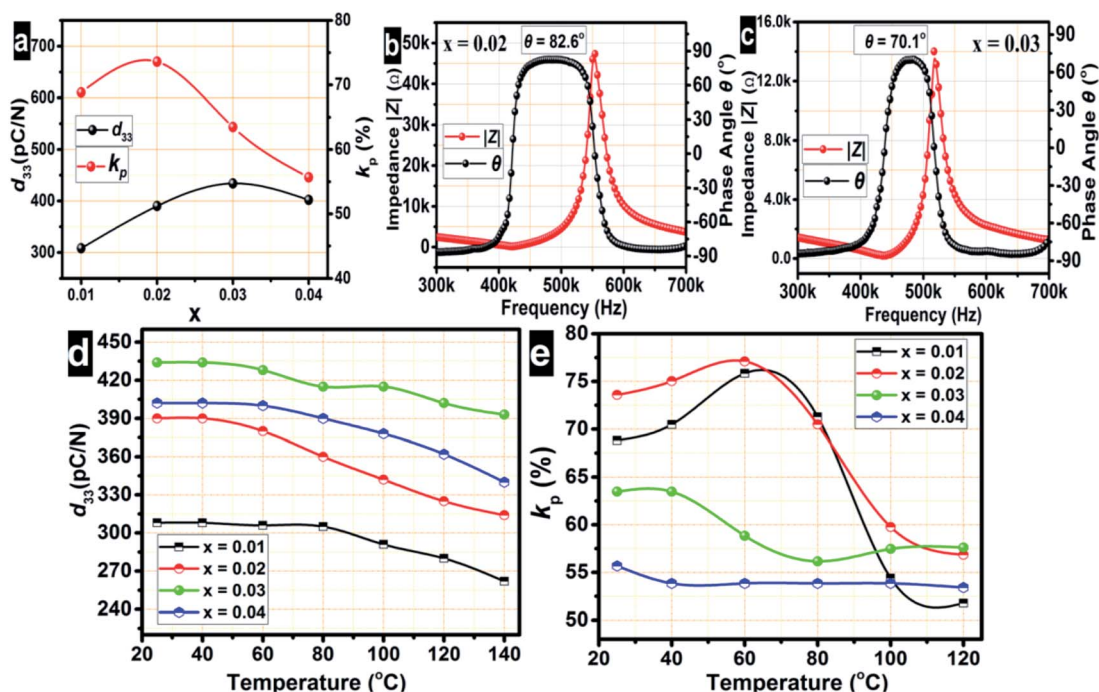 a
700
650
600
500
450
400
350
300
d33(pC/N)
80
70
60
50
40
kp (%)
d33
kp
0.01 0.02 0.03 0.04
x
b
x = 0.02
θ = 82.6°
50k
40k
30k
20k
10k
0
Impedance |Z| (Ω)
90
60
30
0
-30
-60
-90
Phase Angle θ (°)
|Z|
θ
300k 400k 500k 600k 700k
Frequency (Hz)
c
θ = 70.1°
x = 0.03
16.0k
12.0k
8.0k
4.0k
0.0
Impedance |Z| (Ω)
90
60
30
0
-30
-60
-90
Phase Angle θ (°)
|Z|
θ
300k 400k 500k 600k 700k
Frequency (Hz)
d
450
420
390
360
330
300
270
240
d33(pC/N)
x = 0.01
x = 0.02
x = 0.03
x = 0.04
20 40 60 80 100 120 140
Temperature (°C)
e
80
75
70
65
60
55
50
kp (%)
x = 0.01
x = 0.02
x = 0.03
x = 0.04
20 40 60 80 100 120
Temperature (°C)